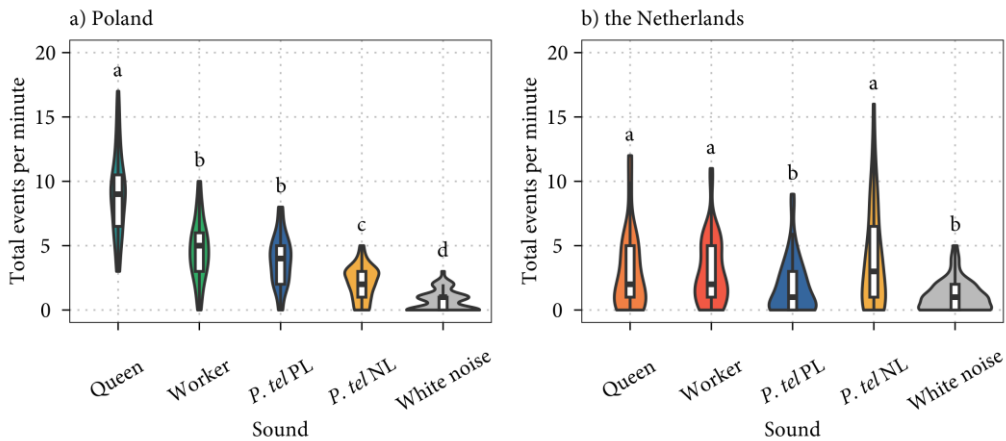 a) Poland
Total events per minute
20
15
10
5
0
a
b
b
c
d
Queen
Worker
P. tel PL
P. tel NL
White noise
Sound
b) the Netherlands
Total events per minute
20
15
10
5
0
a
a
b
a
b
Queen
Worker
P. tel PL
P. tel NL
White noise
Sound